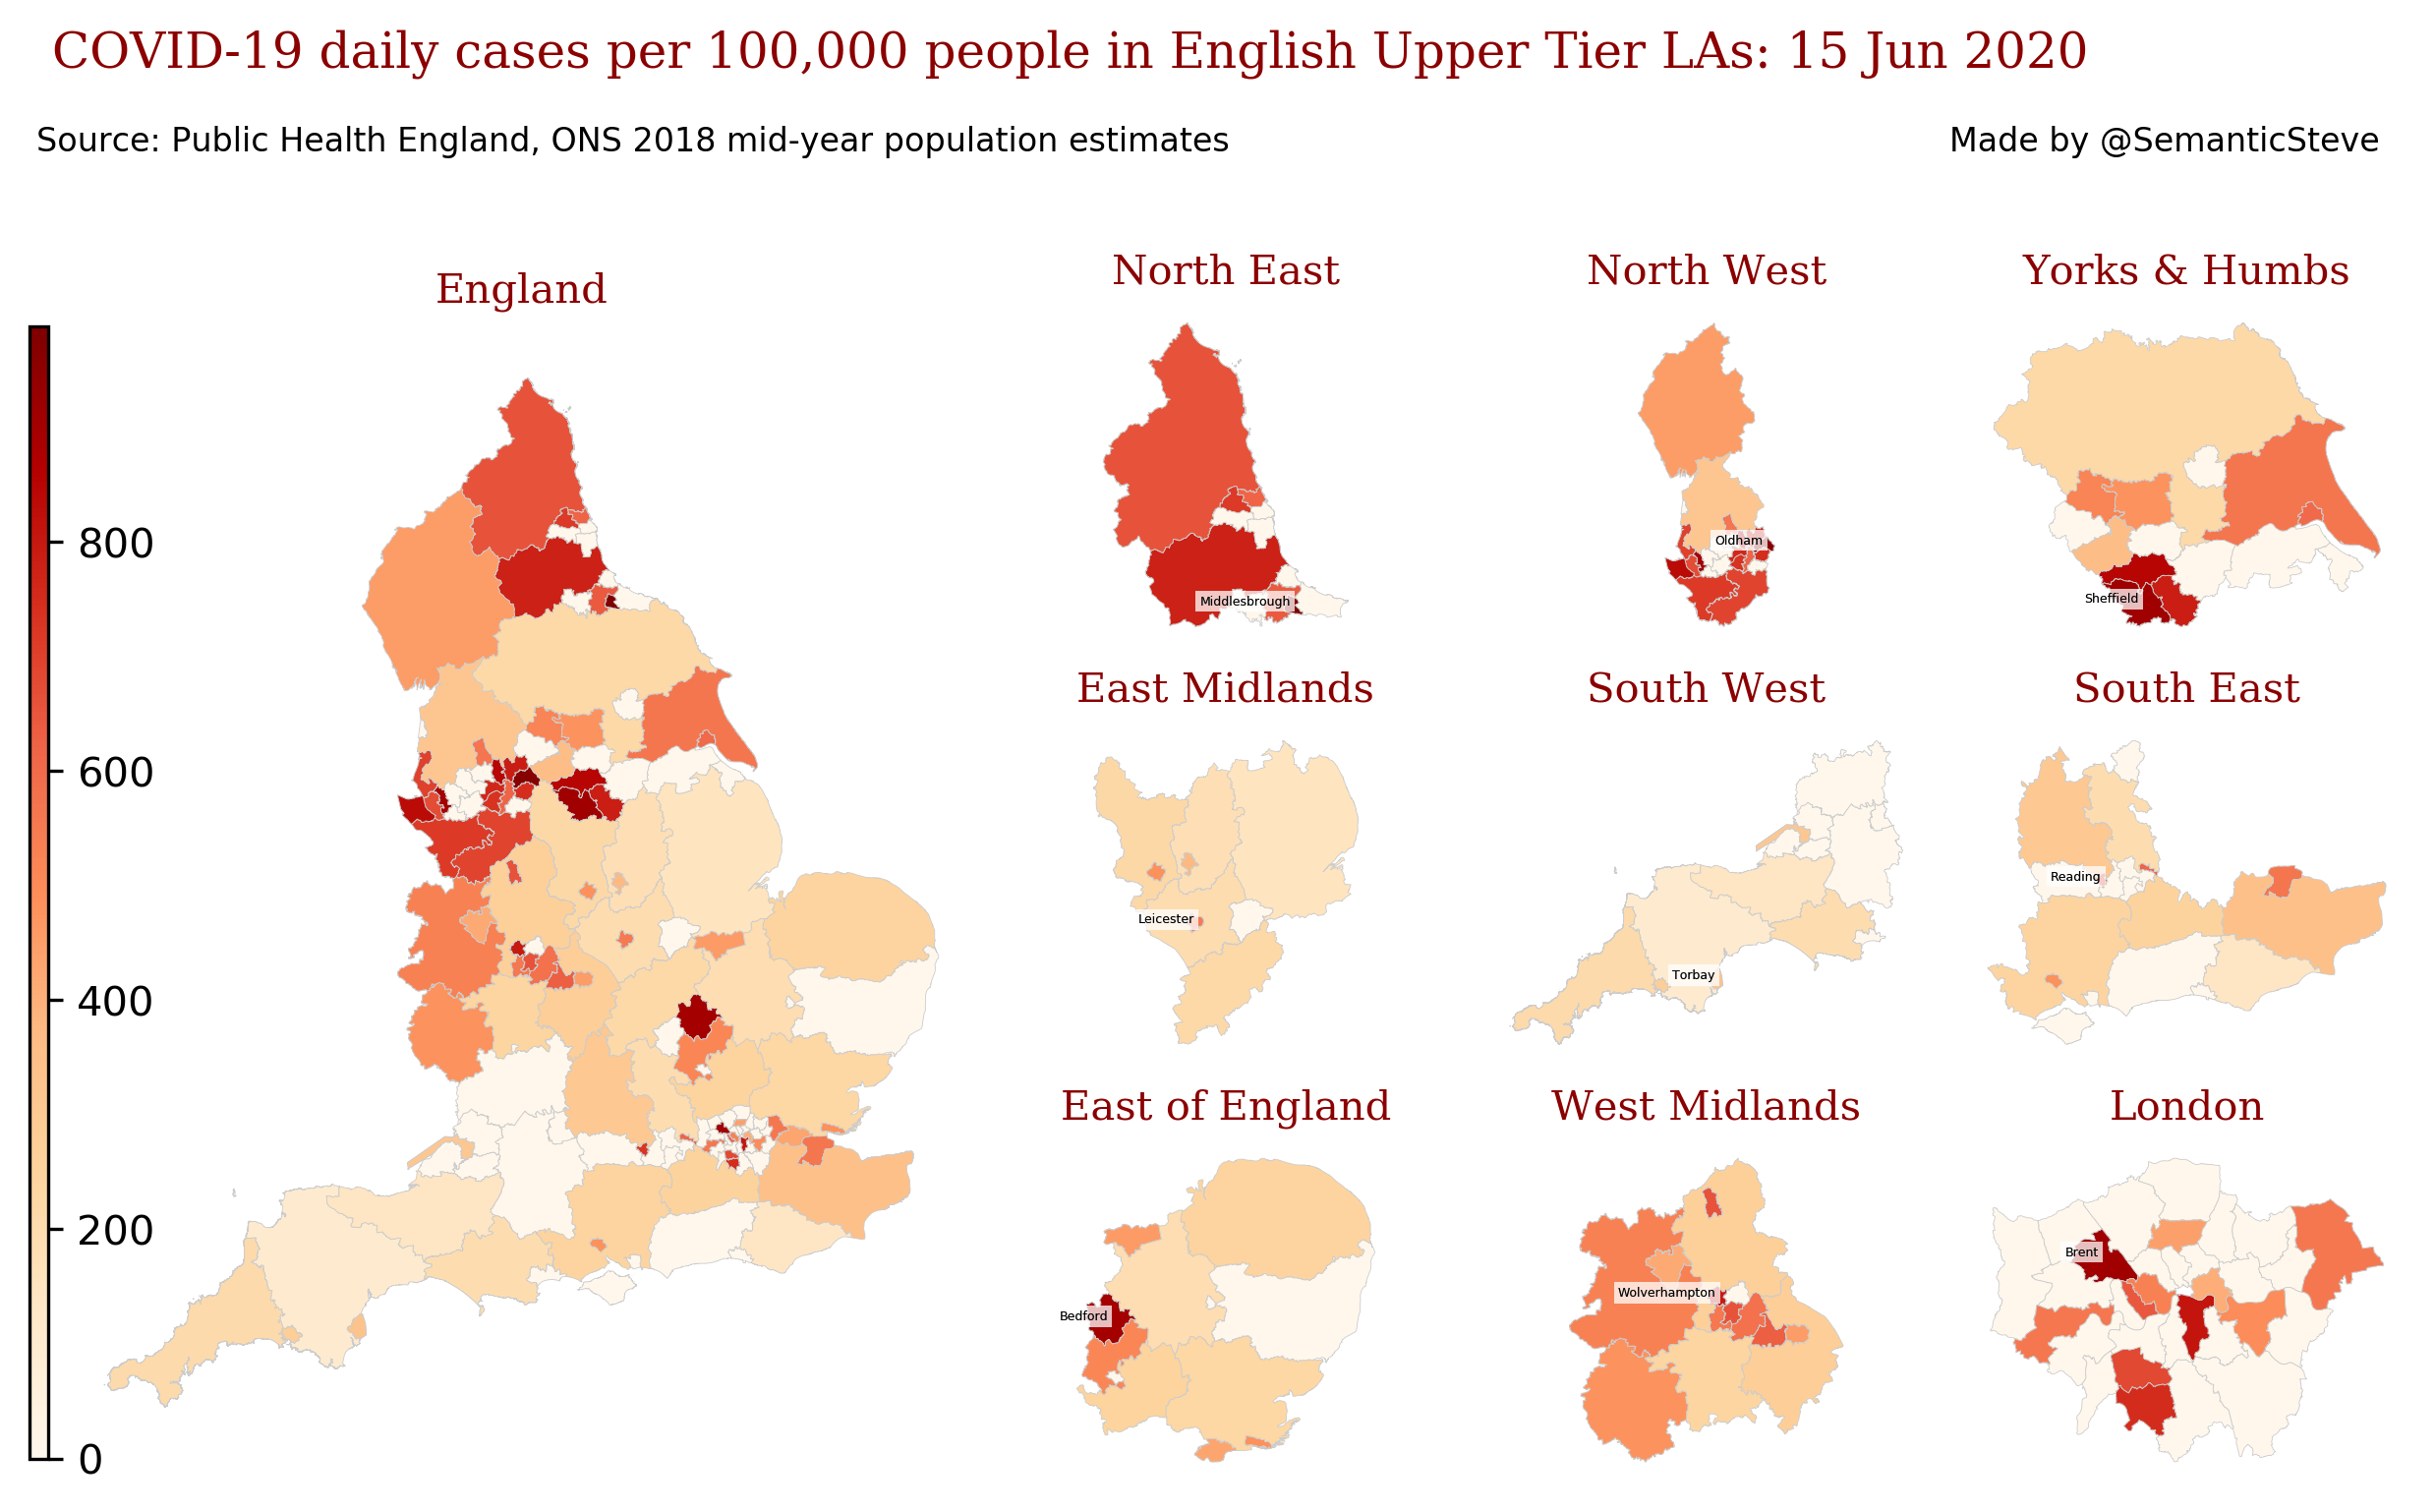 COVID-19 daily cases per 100,000 people in English Upper Tier LAs: 15 Jun 2020
Source: Public Health England, ONS 2018 mid-year population estimates
Made by @SemanticSteve
England
800
600
400
200
0
North East
Middlesbrough
North West
Oldham
Yorks & Humbs
Sheffield
East Midlands
Leicester
South West
Torbay
South East
Reading
East of England
Bedford
West Midlands
Wolverhampton
London
Brent